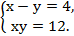 x − y = 4,
xy = 12.